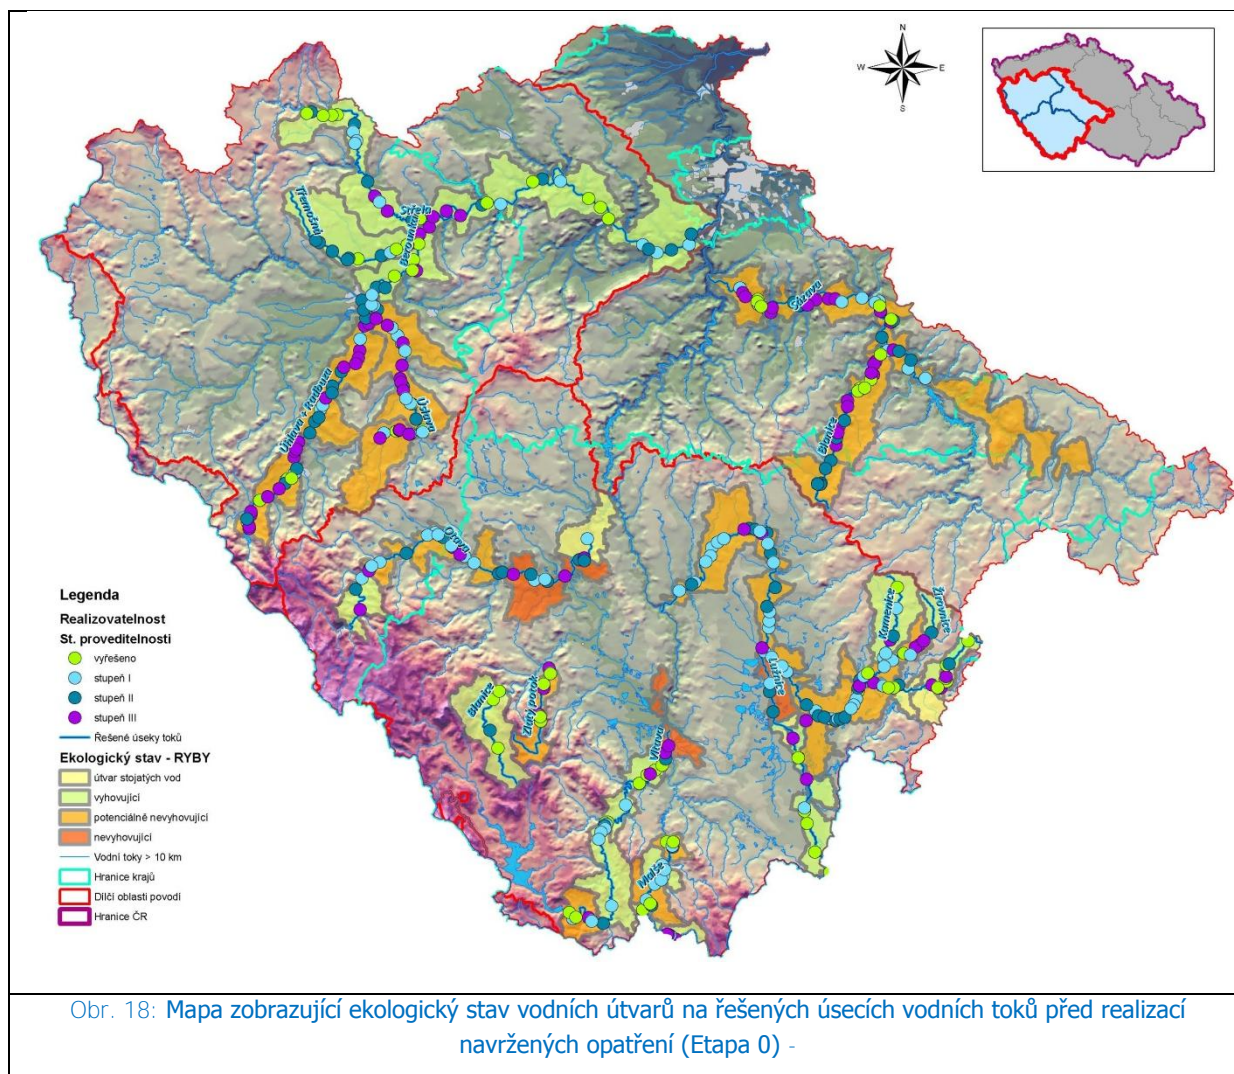 N
W
E
S
Třemošná
Střela
Berounka
Sázava
Úhlava + Radbuza
Úslava
Blanice
Otava
Kamenice
Žirovnice
Lužnice
Blanice
Zlatý potok
Vltava
Malše
Legenda
Realizovatelnost
St. proveditelnosti
vyřešeno
stupeň I
stupeň II
stupeň III
Řešené úseky toků
Ekologický stav - RYBY
útvar stojatých vod
vyhovující
potenciálně nevyhovující
nevyhovující
Vodní toky > 10 km
Hranice krajů
Dílčí oblasti povodí
Hranice ČR
Obr. 18: Mapa zobrazující ekologický stav vodních útvarů na řešených úsecích vodních toků před realizací
navržených opatření (Etapa 0) -